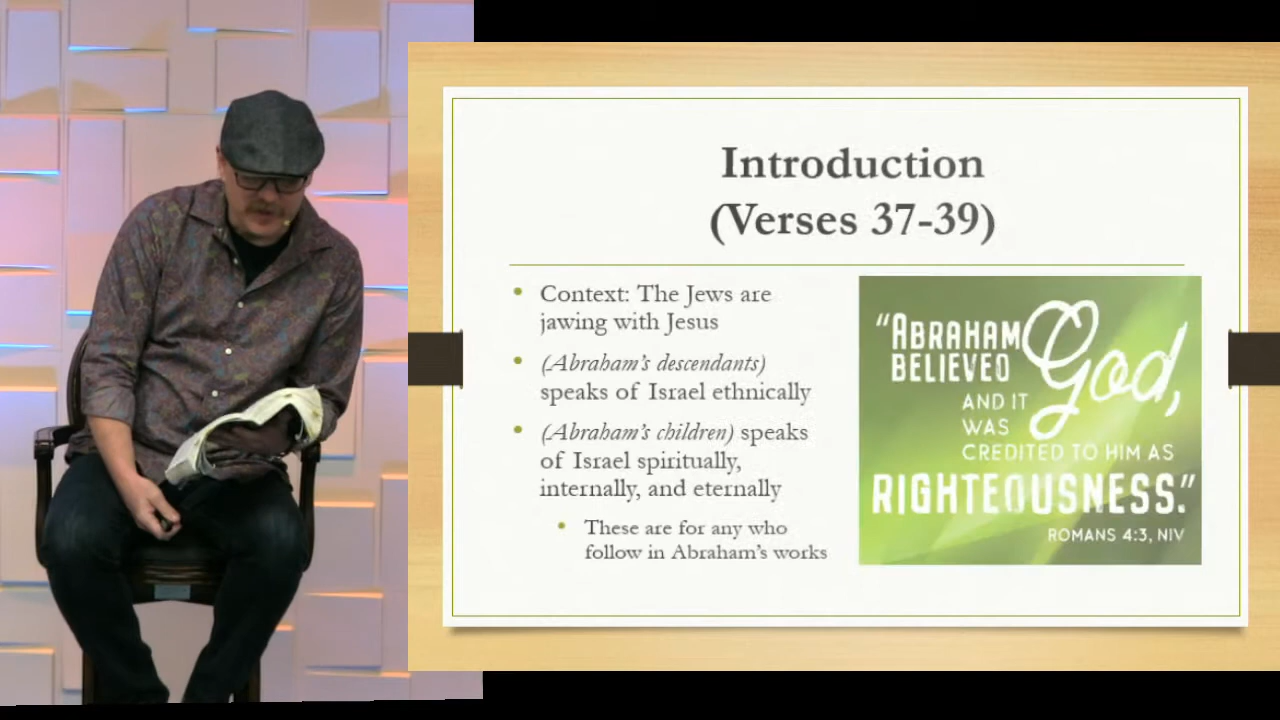 Introduction
(Verses 37-39)
• Context: The Jews are
jawing with Jesus
• (Abraham's descendants)
speaks of Israel ethnically
• (Abraham's children) speaks
of Israel spiritually,
internally, and eternally
• These are for any who
follow in Abraham's works
"ABRAHAM
BELIEVED
God,
AND IT
WAS
CREDITED TO HIM AS
RIGHTEOUSNESS."
ROMANS 4:3, NIV